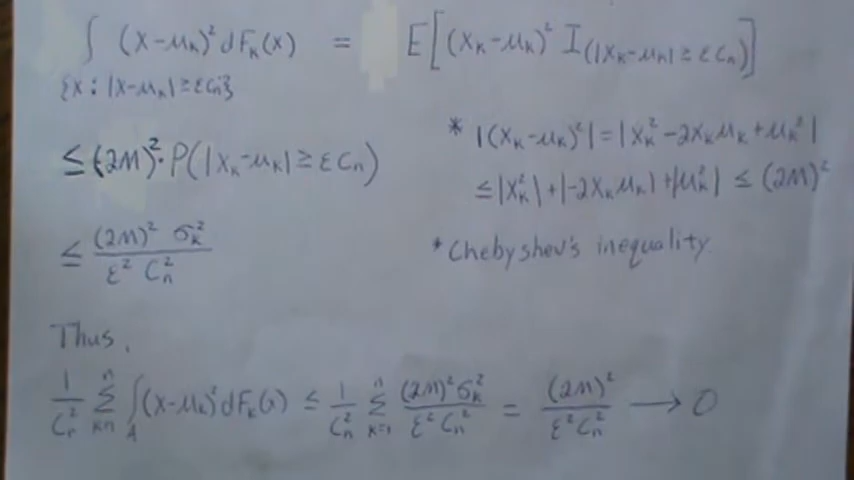 ∫ (x-μₖ)² dFₖ(x) = E[(Xₖ-μₖ)² I₍|Xₖ-μₖ| ≥ εCₙ₎]
{x : |x-μₖ| ≥ εCₙ}
≤ (2M)² · P(|Xₖ-μₖ| ≥ εCₙ)
* |(Xₖ-μₖ)²| = |Xₖ² - 2Xₖμₖ + μₖ²|
≤ |Xₖ²| + |-2Xₖμₖ| + |μₖ²| ≤ (2M)²
≤ (2M)² σₖ² / ε² Cₙ²
* Chebyshev's inequality
Thus,
1/Cₙ² Σₖₙⁿ ∫_A (x-μₖ)² dFₖ(x) ≤ 1/Cₙ² Σₖ₌₁ⁿ (2M)² σₖ² / ε² Cₙ² = (2M)² / ε² Cₙ² → 0